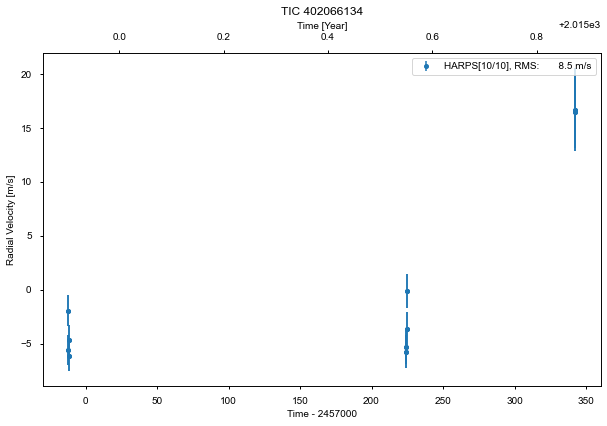 TIC 402066134
Time [Year]
+2.015e3
0.0 0.2 0.4 0.6 0.8
HARPS[10/10], RMS: 8.5 m/s
Radial Velocity [m/s]
20
15
10
5
0
−5
0 50 100 150 200 250 300 350
Time - 2457000